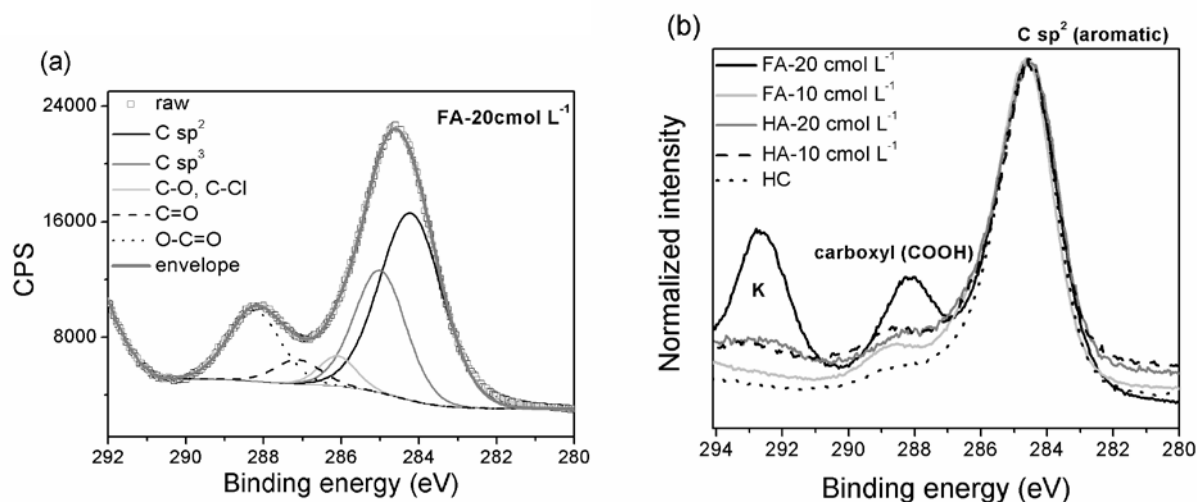 (a)
24000
16000
8000
CPS
raw
C sp²
C sp³
C-O, C-Cl
C=O
O-C=O
envelope
FA-20cmol L⁻¹
292 290 288 286 284 282 280
Binding energy (eV)
(b)
C sp² (aromatic)
FA-20 cmol L⁻¹
FA-10 cmol L⁻¹
HA-20 cmol L⁻¹
HA-10 cmol L⁻¹
HC
carboxyl (COOH)
K
Normalized intensity
294 292 290 288 286 284 282 280
Binding energy (eV)